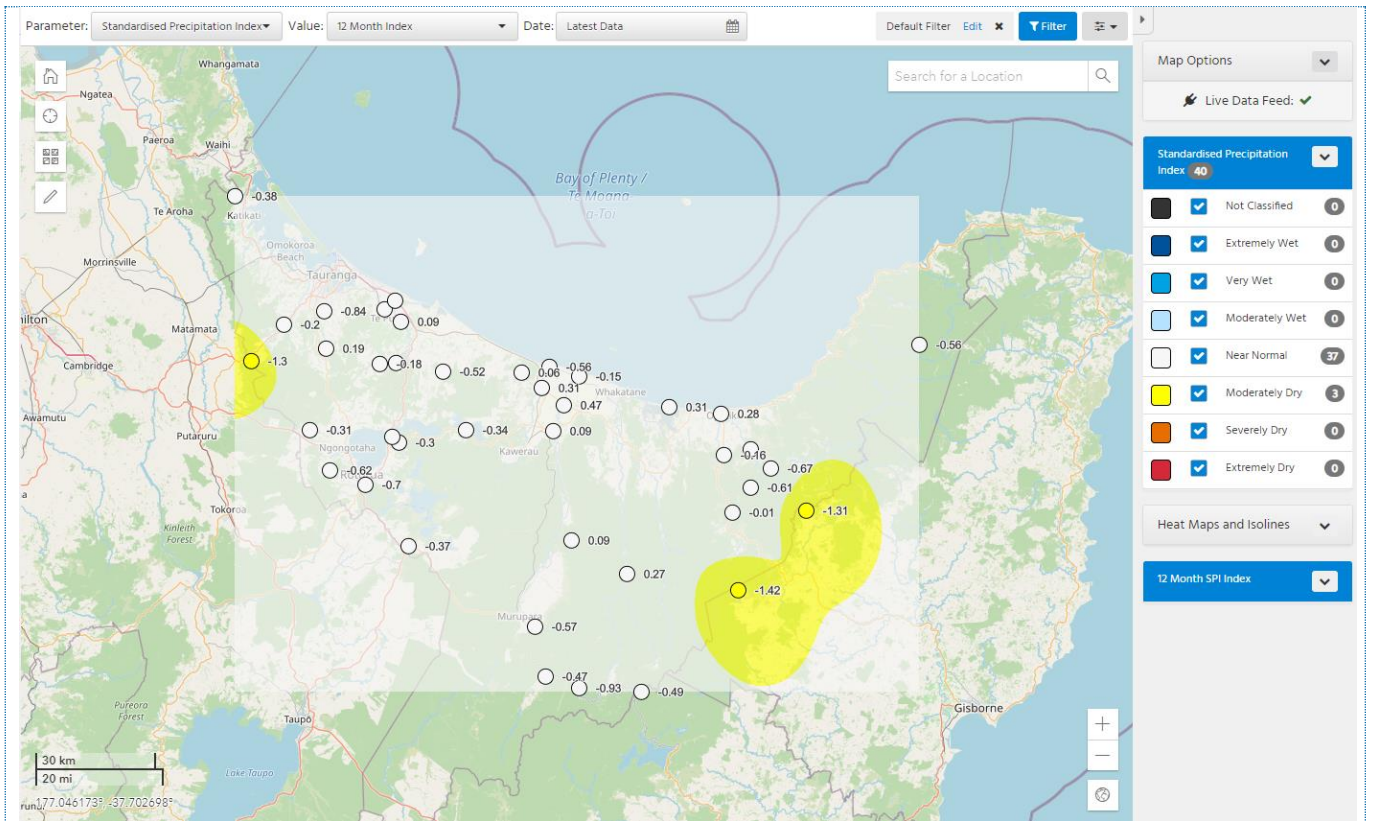 Parameter: Standardised Precipitation Index Value: 12 Month Index Date: Latest Data Default Filter Edit × Filter
Search for a Location
Map Options
Live Data Feed:
Standardised Precipitation
Index 40
Not Classified 0
Extremely Wet 0
Very Wet 0
Moderately Wet 0
Near Normal 37
Moderately Dry 3
Severely Dry 0
Extremely Dry 0
Heat Maps and Isolines
12 Month SPI Index
Whangamata
Ngatea
Paeroa
Waihi
Bay of Plenty /
Te Moana
a-Toi
-0.38
Te Aroha
Katikati
Omokoroa
Beach
Morrinsville
Tauranga
-0.84
-0.2
0.09
Matamata
0.19
-0.56
-1.3
-0.18
-0.52
0.06
-0.56
-0.15
Cambridge
0.31
Whakatane
0.47
0.31
0.28
Awamutu
-0.31
-0.34
0.09
Putaruru
Ngongotaha
-0.3
Kawerau
-0.16
-0.62
-0.67
-0.7
-0.61
Tokoroa
-0.01
-1.31
Kinleith
Forest
-0.37
0.09
0.27
-1.42
Murupara
-0.57
-0.47
-0.93
-0.49
Pureora
Forest
Taupō
Gisborne
30 km
20 mi
Lake Taupo
177.046173°, -37.702698°